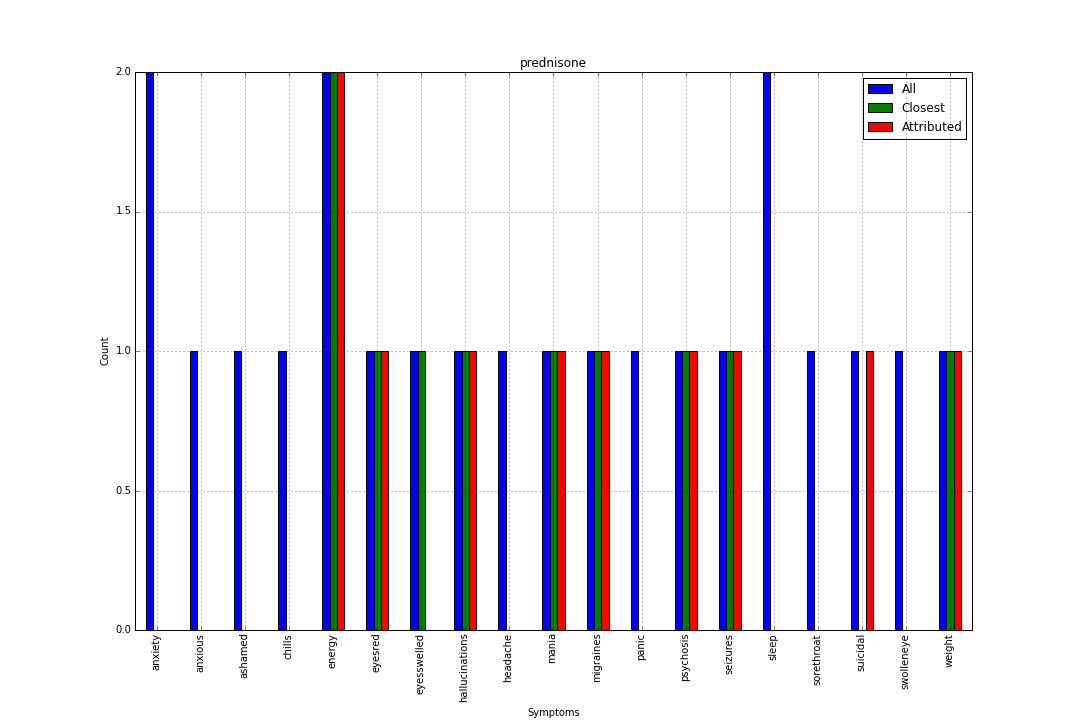 prednisone
All
Closest
Attributed
2.0
1.5
1.0
0.5
0.0
Count
anxiety
anxious
ashamed
chills
energy
eyesred
eyesswelled
hallucinations
headache
mania
migraines
panic
psychosis
seizures
sleep
sorethroat
suicidal
swolleneye
weight
Symptoms